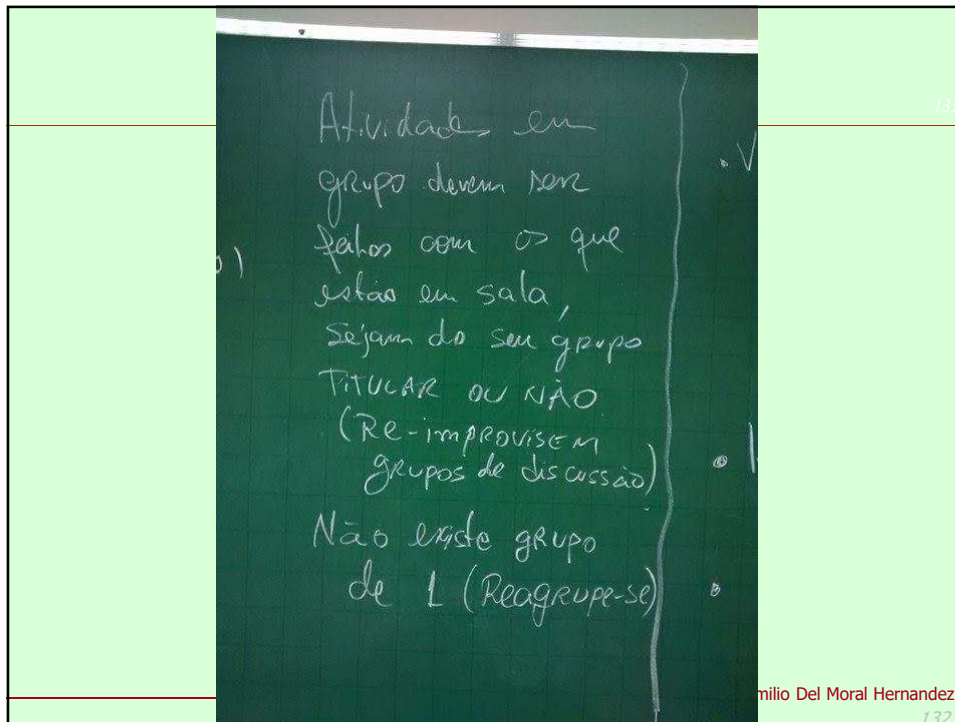 Atividades em
grupo devem ser
feitos com os que
estão em sala,
sejam do seu grupo
TITULAR OU NÃO
(Re-improvisem
grupos de discussão)
Não existe grupo
de 1 (Reagrupe-se)
milio Del Moral Hernandez
132